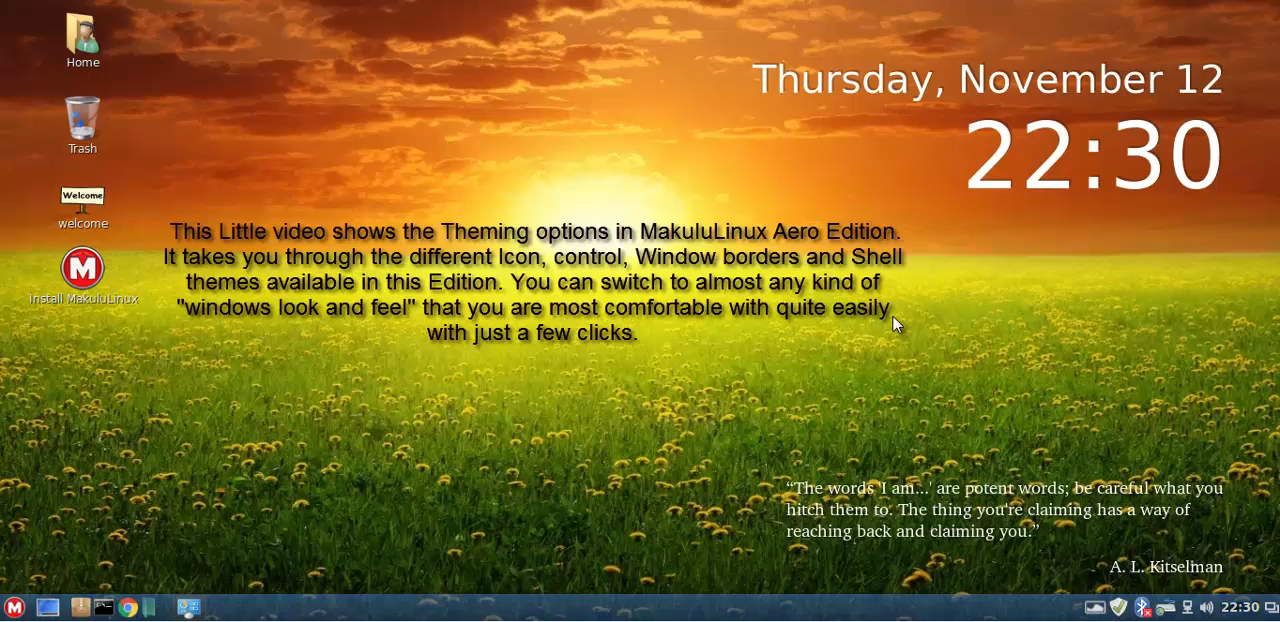 Home
Trash
Welcome
welcome
M
Install MakuluLinux
Thursday, November 12
22:30
This Little video shows the Theming options in MakuluLinux Aero Edition.
It takes you through the different Icon, control, Window borders and Shell
themes available in this Edition. You can switch to almost any kind of
"windows look and feel" that you are most comfortable with quite easily
with just a few clicks.
“The words 'I am...' are potent words; be careful what you
hitch them to. The thing you're claiming has a way of
reaching back and claiming you.”
A. L. Kitselman
M
22:30